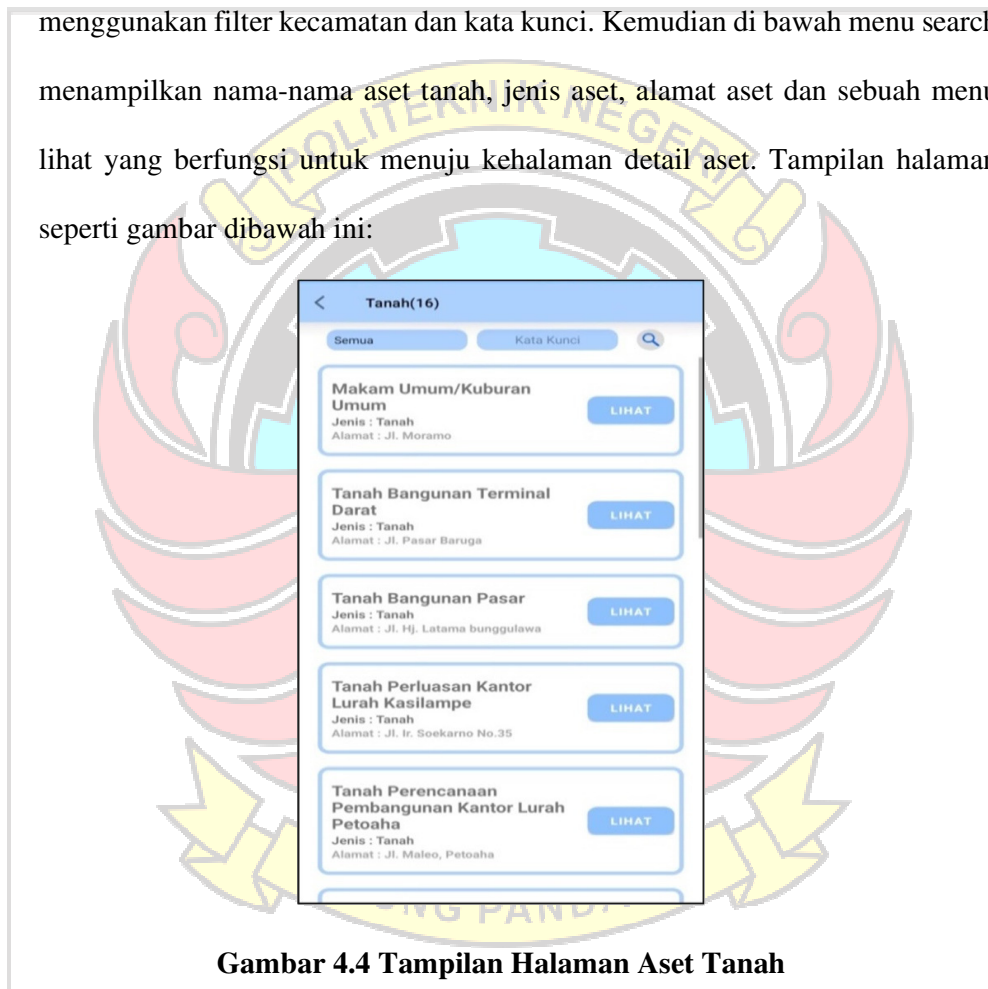 menggunakan filter kecamatan dan kata kunci. Kemudian di bawah menu search
menampilkan nama-nama aset tanah, jenis aset, alamat aset dan sebuah menu
lihat yang berfungsi untuk menuju kehalaman detail aset. Tampilan halaman
seperti gambar dibawah ini:
POLITEKNIK NEGERI
< Tanah(16)
Semua Kata Kunci
Makam Umum/Kuburan
Umum
Jenis : Tanah
Alamat : Jl. Moramo
LIHAT
Tanah Bangunan Terminal
Darat
Jenis : Tanah
Alamat : Jl. Pasar Baruga
LIHAT
Tanah Bangunan Pasar
Jenis : Tanah
Alamat : Jl. Hj. Latama bunggulawa
LIHAT
Tanah Perluasan Kantor
Lurah Kasilampe
Jenis : Tanah
Alamat : Jl. Ir. Soekarno No.35
LIHAT
Tanah Perencanaan
Pembangunan Kantor Lurah
Petoaha
Jenis : Tanah
Alamat : Jl. Maleo, Petoaha
LIHAT
Gambar 4.4 Tampilan Halaman Aset Tanah